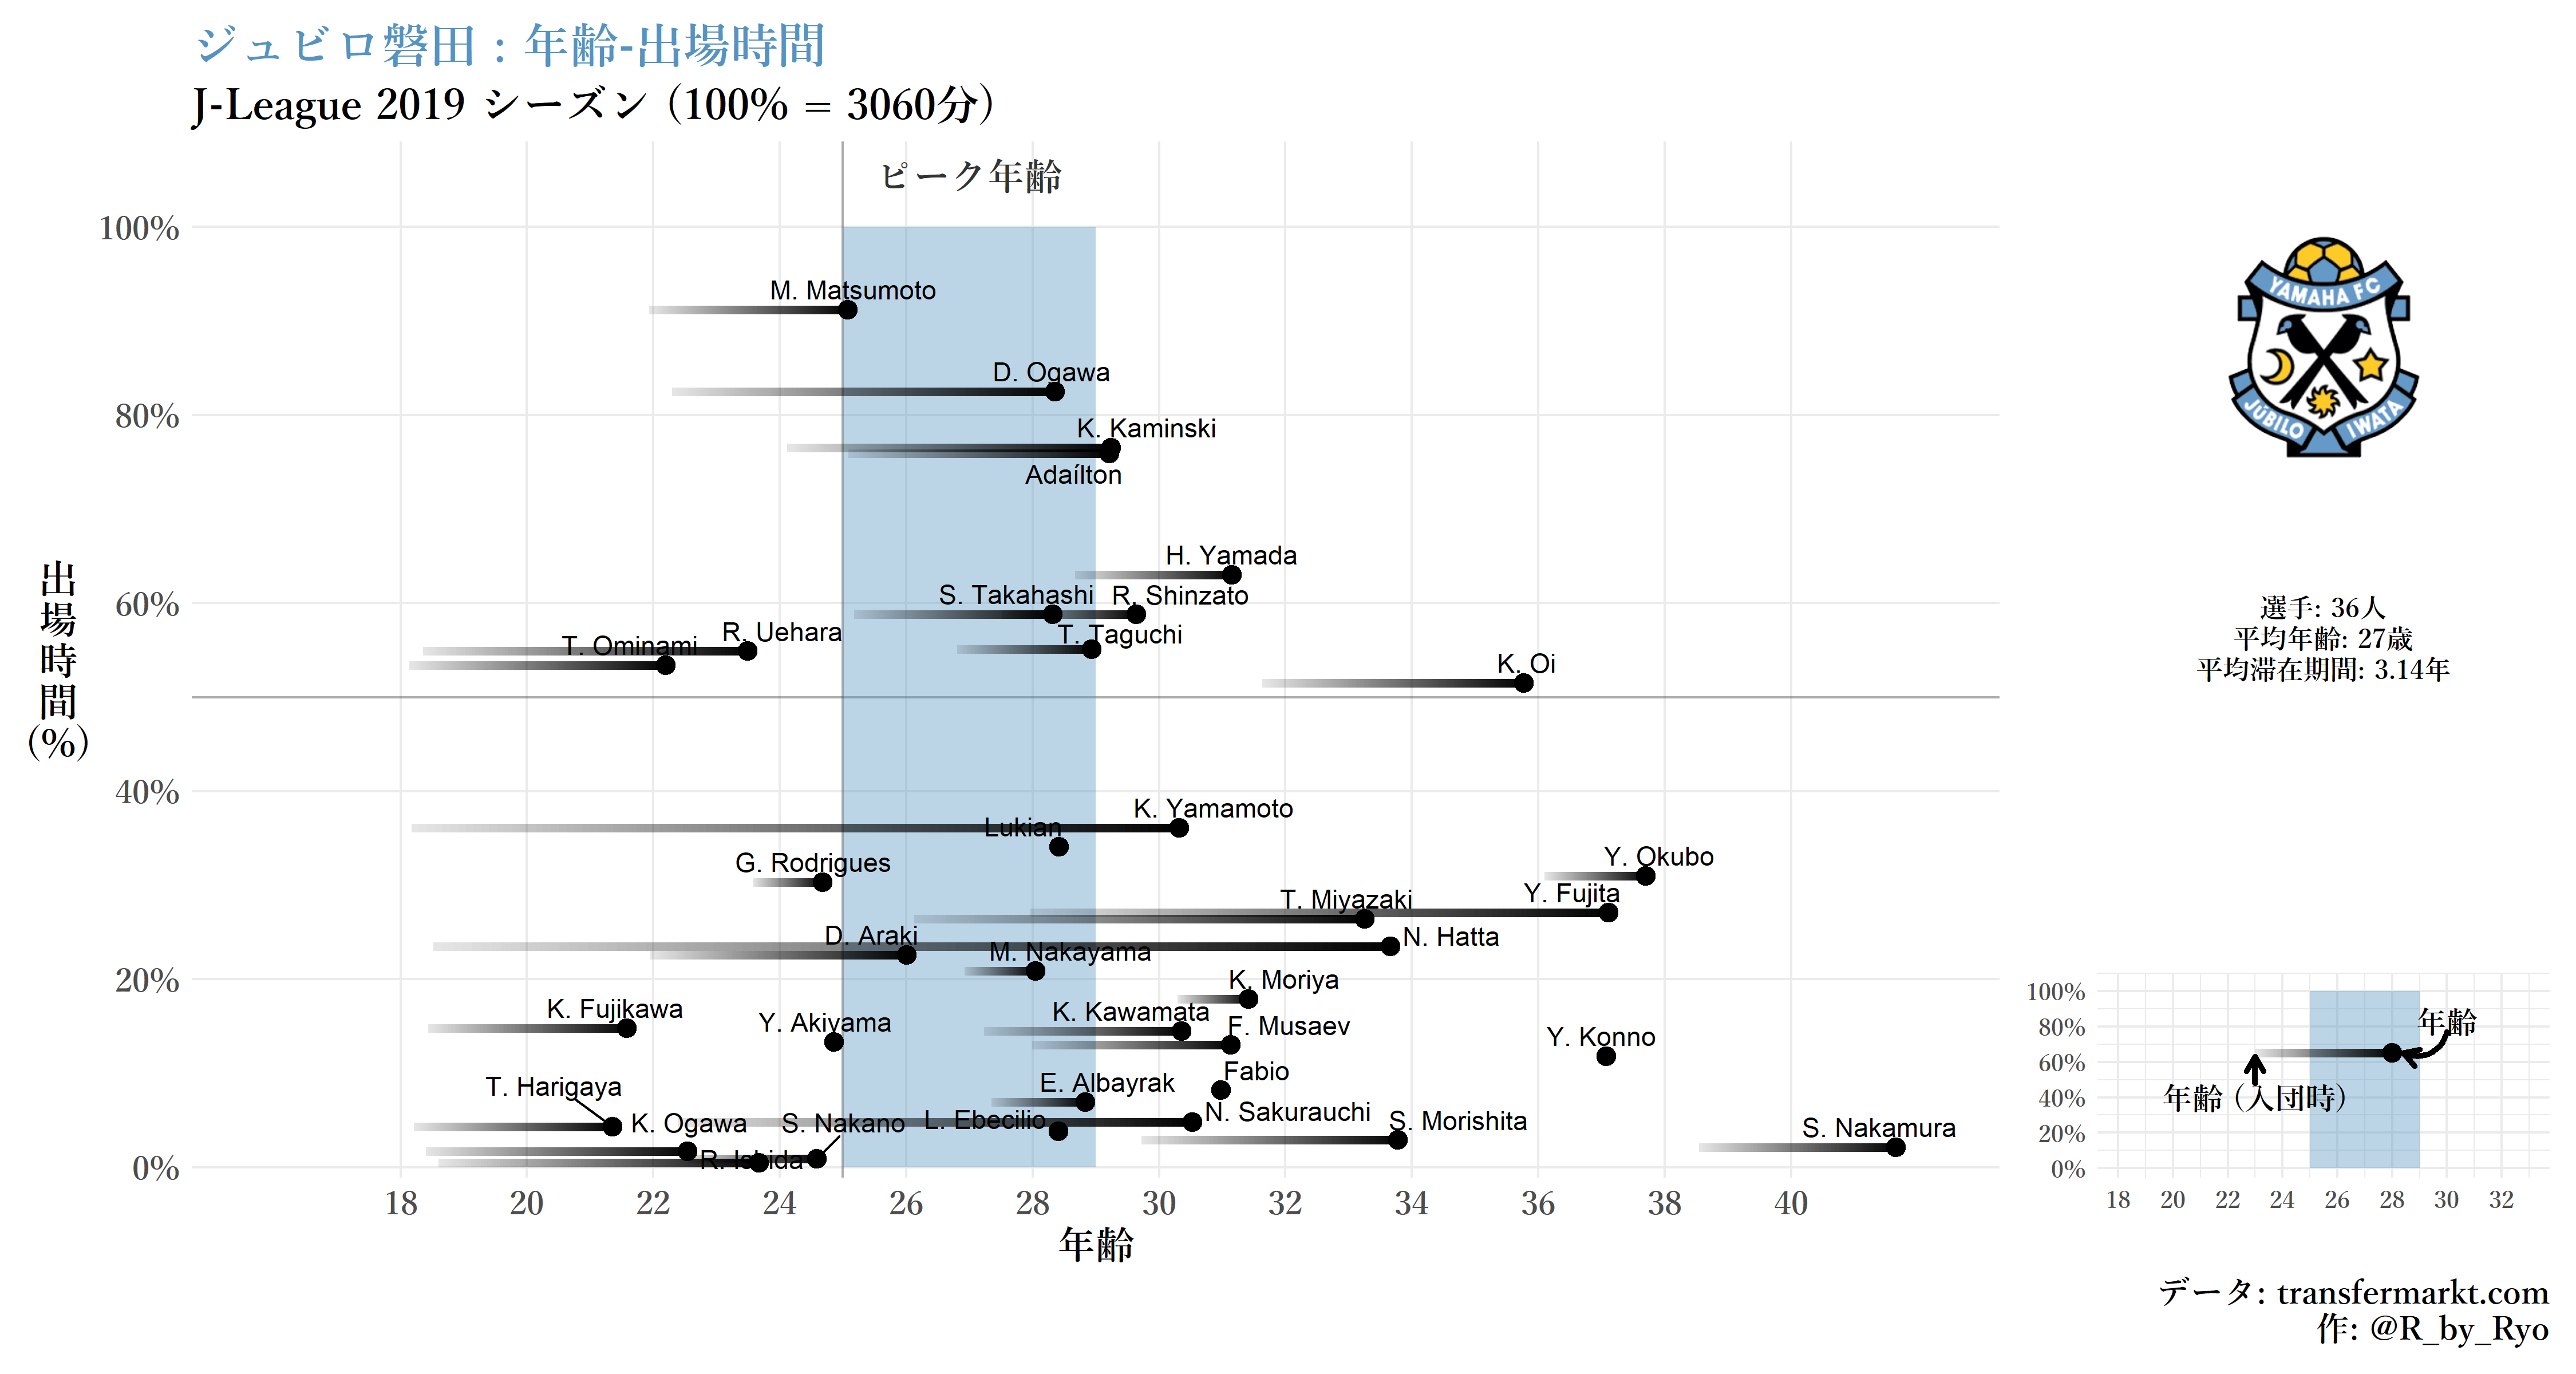 ジュビロ磐田 : 年齢-出場時間
J-League 2019 シーズン (100% = 3060分)
ピーク年齢
100%
80%
60%
40%
20%
0%
出場時間(%)
M. Matsumoto
D. Ogawa
K. Kaminski
Adaílton
H. Yamada
S. Takahashi
R. Shinzato
R. Uehara
T. Taguchi
T. Ominami
K. Oi
K. Yamamoto
Lukian
G. Rodrigues
Y. Okubo
Y. Fujita
T. Miyazaki
D. Araki
N. Hatta
M. Nakayama
K. Moriya
K. Fujikawa
K. Kawamata
Y. Akiyama
F. Musaev
Y. Konno
Fabio
T. Harigaya
E. Albayrak
N. Sakurauchi
K. Ogawa
S. Nakano
L. Ebecilio
S. Morishita
S. Nakamura
R. Ishida
18 20 22 24 26 28 30 32 34 36 38 40
年齢
YAMAHA FC
JÚBILO IWATA
選手: 36人
平均年齢: 27歳
平均滞在期間: 3.14年
100%
80%
60%
40%
20%
0%
年齢
年齢 (入団時)
18 20 22 24 26 28 30 32
データ: transfermarkt.com
作: @R_by_Ryo